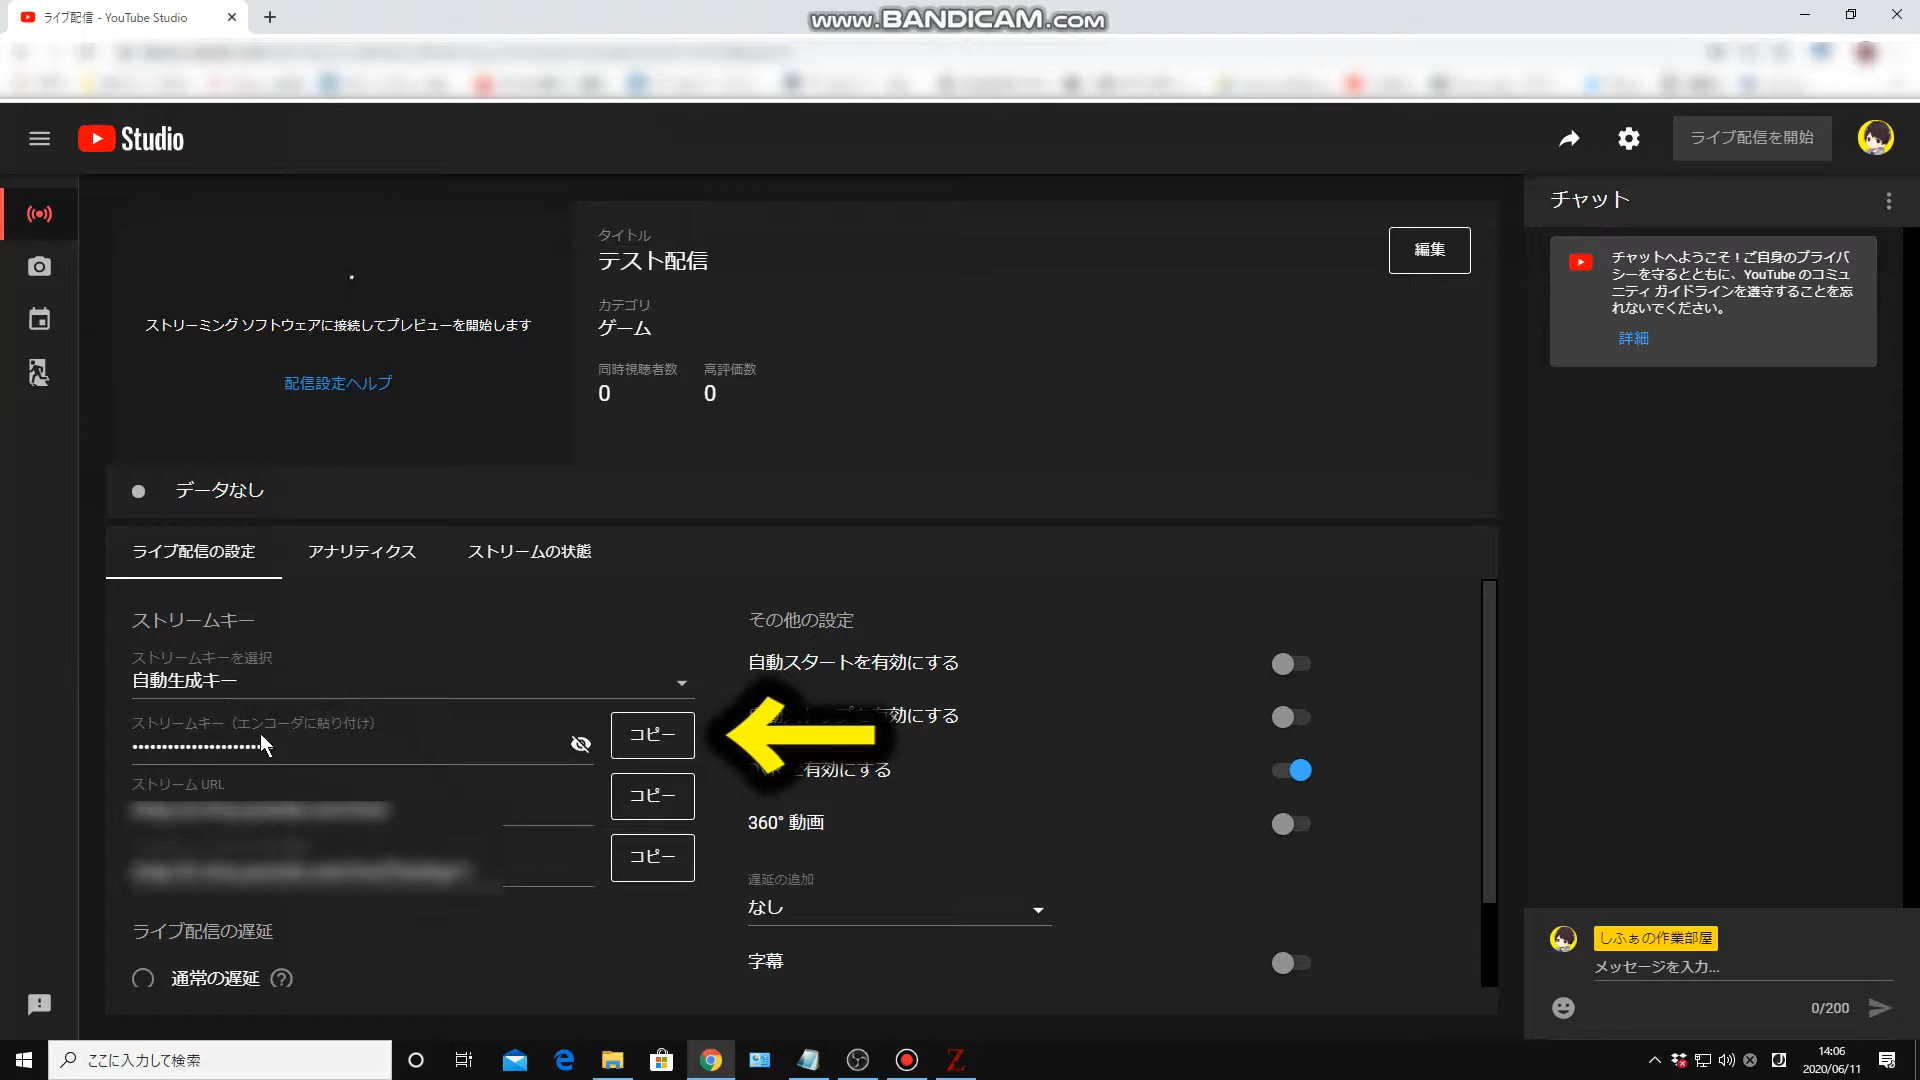 ライブ配信 - YouTube Studio
www.BANDICAM.com
Studio
ライブ配信を開始
タイトル
テスト配信
編集
カテゴリ
ゲーム
同時視聴者数 高評価数
0 0
ストリーミング ソフトウェアに接続してプレビューを開始します
配信設定ヘルプ
データなし
ライブ配信の設定 アナリティクス ストリームの状態
ストリームキー
ストリームキーを選択
自動生成キー
ストリームキー（エンコーダに貼り付け）
••••••••••••••••••••••••
コピー
ストリーム URL
コピー
コピー
ライブ配信の遅延
通常の遅延
その他の設定
自動スタートを有効にする
有効にする
を有効にする
360° 動画
遅延の追加
なし
字幕
チャット
チャットへようこそ！ご自身のプライバ
シーを守るとともに、YouTube のコミュ
ニティ ガイドラインを遵守することを忘
れないでください。
詳細
しふぁの作業部屋
メッセージを入力...
0/200
ここに入力して検索
14:06
2020/06/11